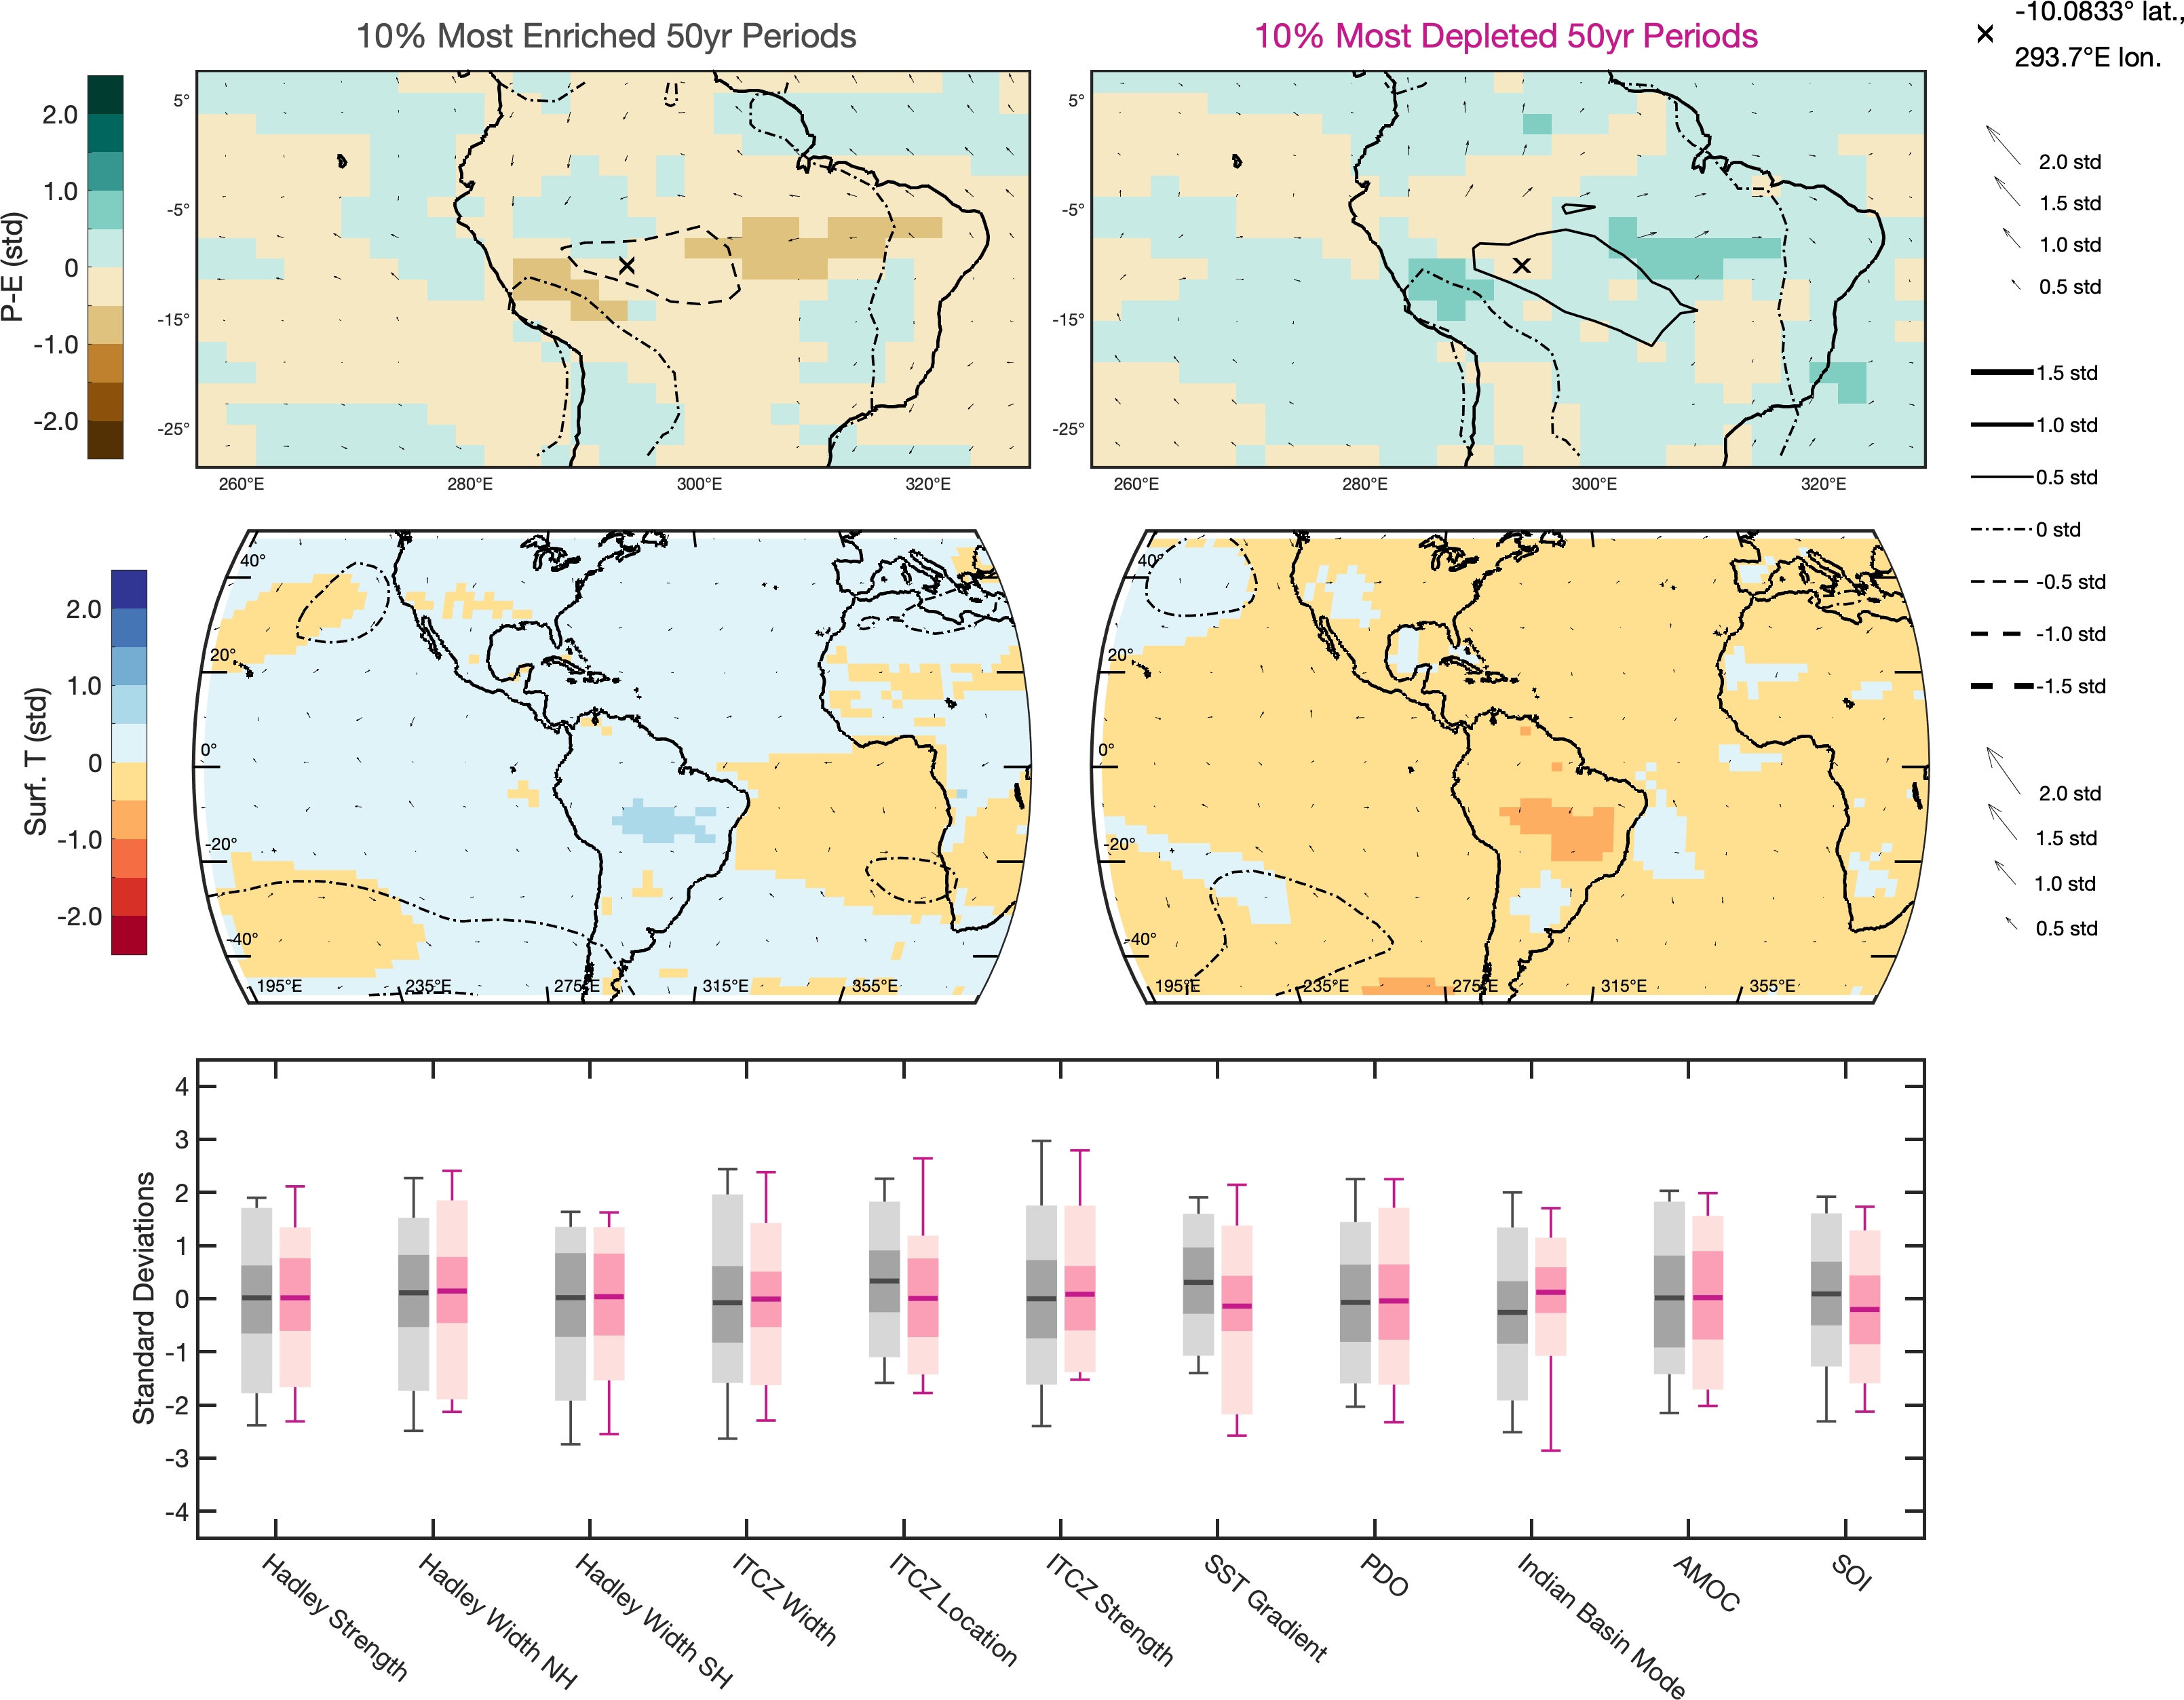 10% Most Enriched 50yr Periods
10% Most Depleted 50yr Periods
-10.0833° lat.,
293.7°E lon.
P-E (std)
2.0
1.0
0
-1.0
-2.0
5°
-5°
-15°
-25°
260°E
280°E
300°E
320°E
5°
-5°
-15°
-25°
260°E
280°E
300°E
320°E
2.0 std
1.5 std
1.0 std
0.5 std
1.5 std
1.0 std
0.5 std
0 std
-0.5 std
-1.0 std
-1.5 std
Surf. T (std)
2.0
1.0
0
-1.0
-2.0
40°
20°
0°
-20°
-40°
195°E
235°E
275°E
315°E
355°E
40°
20°
0°
-20°
-40°
195°E
235°E
275°E
315°E
355°E
2.0 std
1.5 std
1.0 std
0.5 std
Standard Deviations
4
3
2
1
0
-1
-2
-3
-4
Hadley Strength
Hadley Width NH
Hadley Width SH
ITCZ Width
ITCZ Location
ITCZ Strength
SST Gradient
PDO
Indian Basin Mode
AMOC
SOI